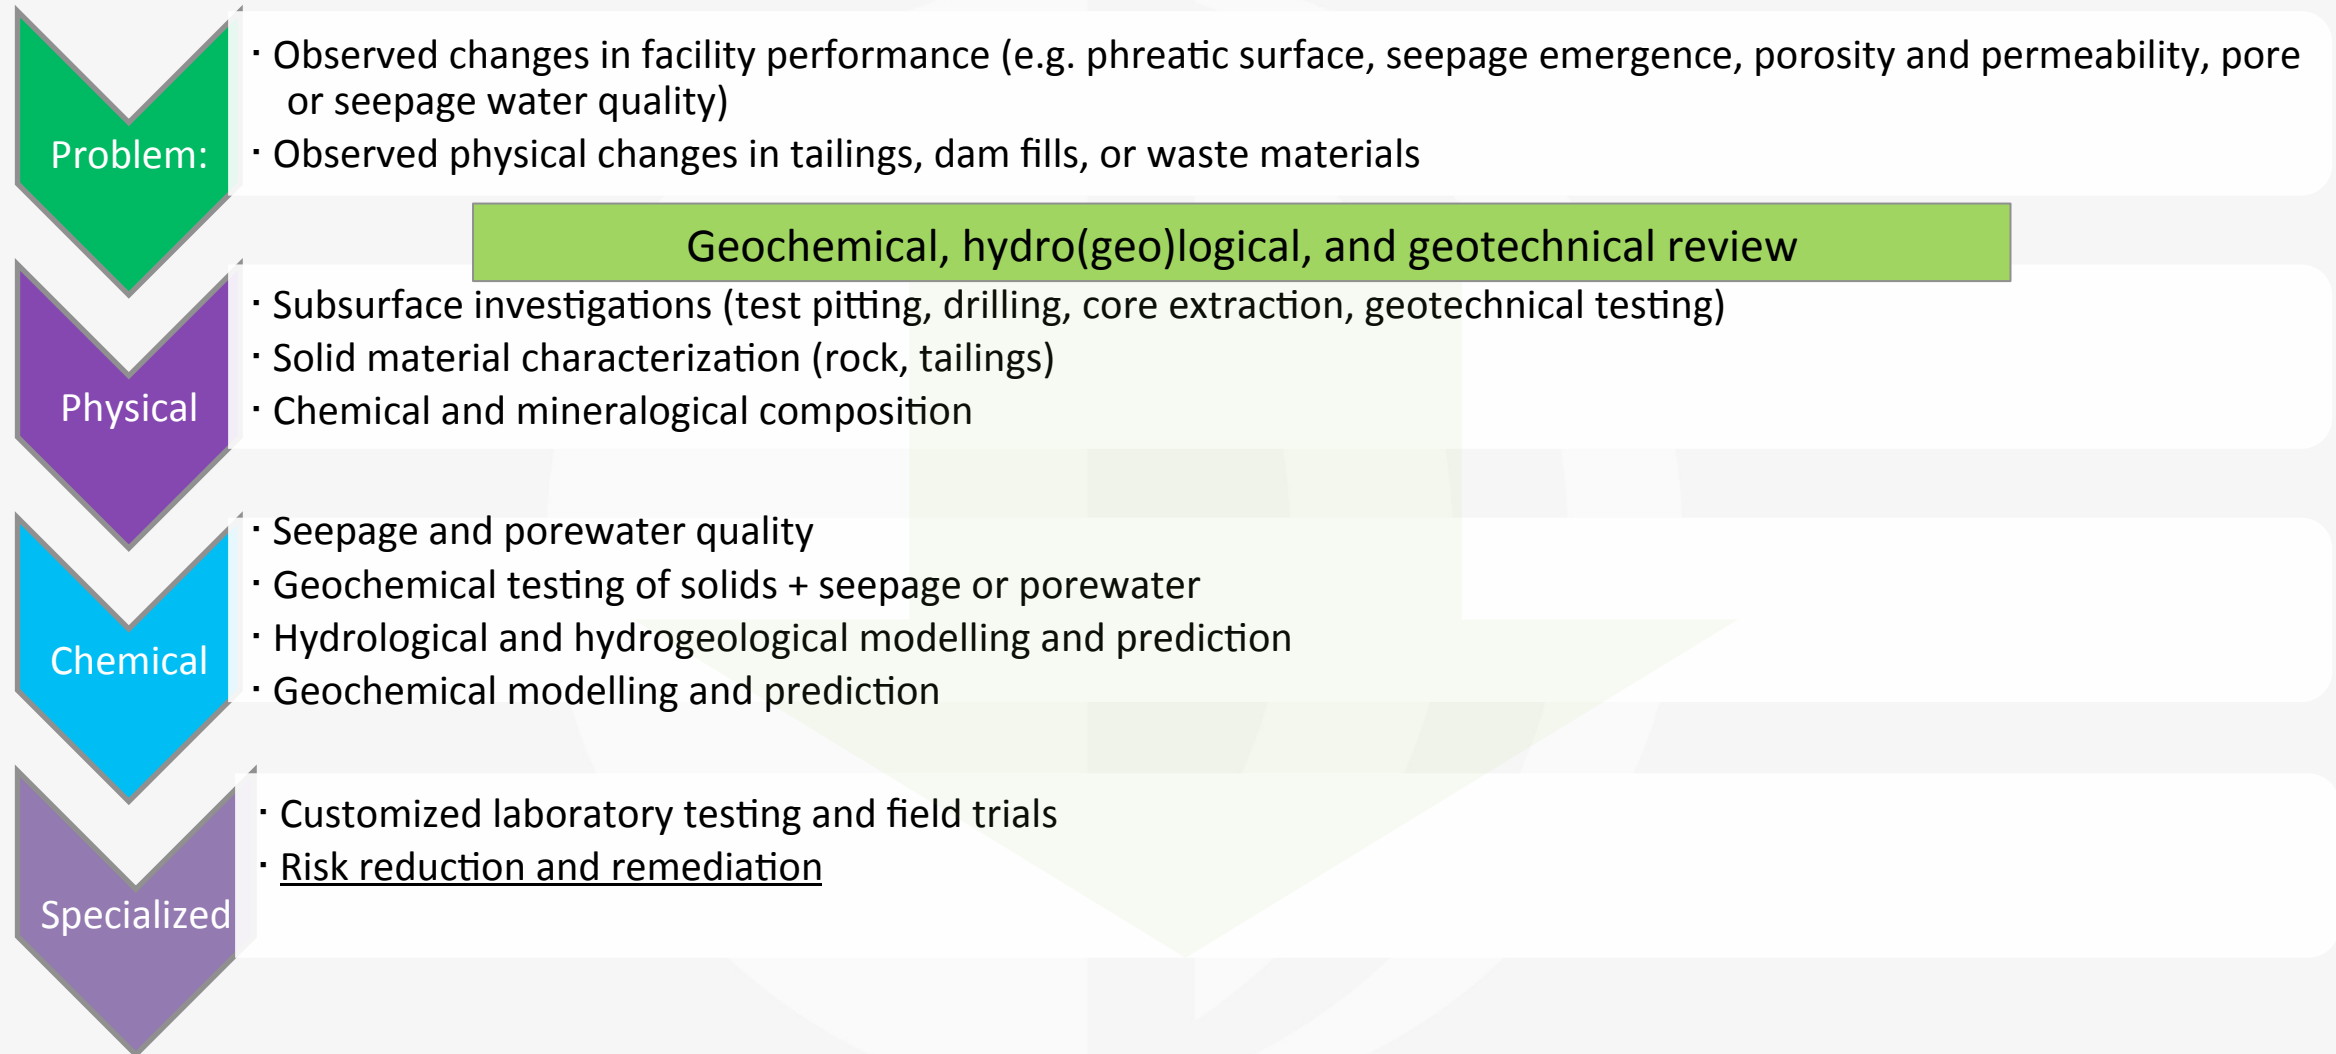 Problem:
· Observed changes in facility performance (e.g. phreatic surface, seepage emergence, porosity and permeability, pore
or seepage water quality)
· Observed physical changes in tailings, dam fills, or waste materials
Geochemical, hydro(geo)logical, and geotechnical review
Physical
· Subsurface investigations (test pitting, drilling, core extraction, geotechnical testing)
· Solid material characterization (rock, tailings)
· Chemical and mineralogical composition
Chemical
· Seepage and porewater quality
· Geochemical testing of solids + seepage or porewater
· Hydrological and hydrogeological modelling and prediction
· Geochemical modelling and prediction
Specialized
· Customized laboratory testing and field trials
· Risk reduction and remediation